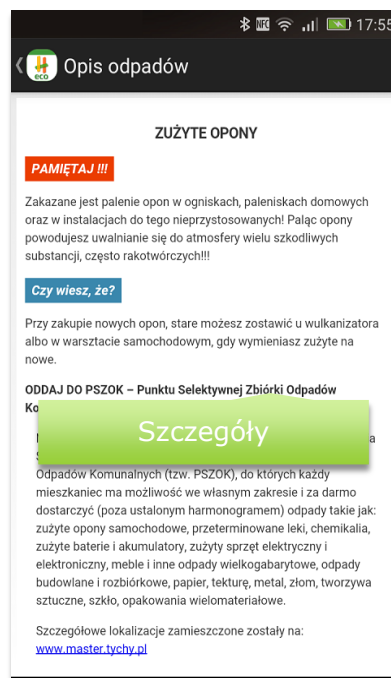 17:55
eco
Opis odpadów
ZUŻYTE OPONY
PAMIĘTAJ !!!
Zakazane jest palenie opon w ogniskach, paleniskach domowych
oraz w instalacjach do tego nieprzystosowanych! Paląc opony
powodujesz uwalnianie się do atmosfery wielu szkodliwych
substancji, często rakotwórczych!!!
Czy wiesz, że?
Przy zakupie nowych opon, stare możesz zostawić u wulkanizatora
albo w warsztacie samochodowym, gdy wymieniasz zużyte na
nowe.
ODDAJ DO PSZOK – Punktu Selektywnej Zbiórki Odpadów
Szczegóły
Odpadów Komunalnych (tzw. PSZOK), do których każdy
mieszkaniec ma możliwość we własnym zakresie i za darmo
dostarczyć (poza ustalonym harmonogramem) odpady takie jak:
zużyte opony samochodowe, przeterminowane leki, chemikalia,
zużyte baterie i akumulatory, zużyty sprzęt elektryczny i
elektroniczny, meble i inne odpady wielkogabarytowe, odpady
budowlane i rozbiórkowe, papier, tekturę, metal, złom, tworzywa
sztuczne, szkło, opakowania wielomateriałowe.
Szczegółowe lokalizacje zamieszczone zostały na:
www.master.tychy.pl